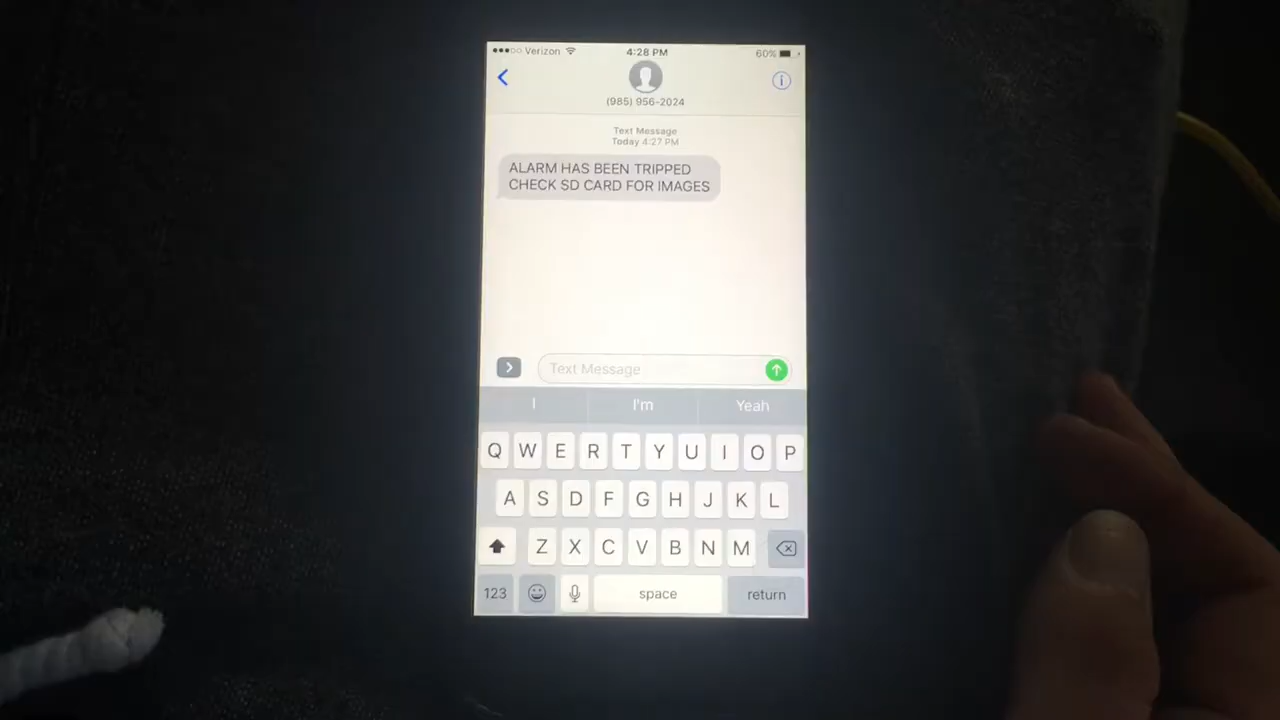 Verizon 4:28 PM 60%
(985) 956-2024
Text Message
Today 4:27 PM
ALARM HAS BEEN TRIPPED
CHECK SD CARD FOR IMAGES
Text Message
I I'm Yeah
Q W E R T Y U I O P
A S D F G H J K L
Z X C V B N M
123 space return